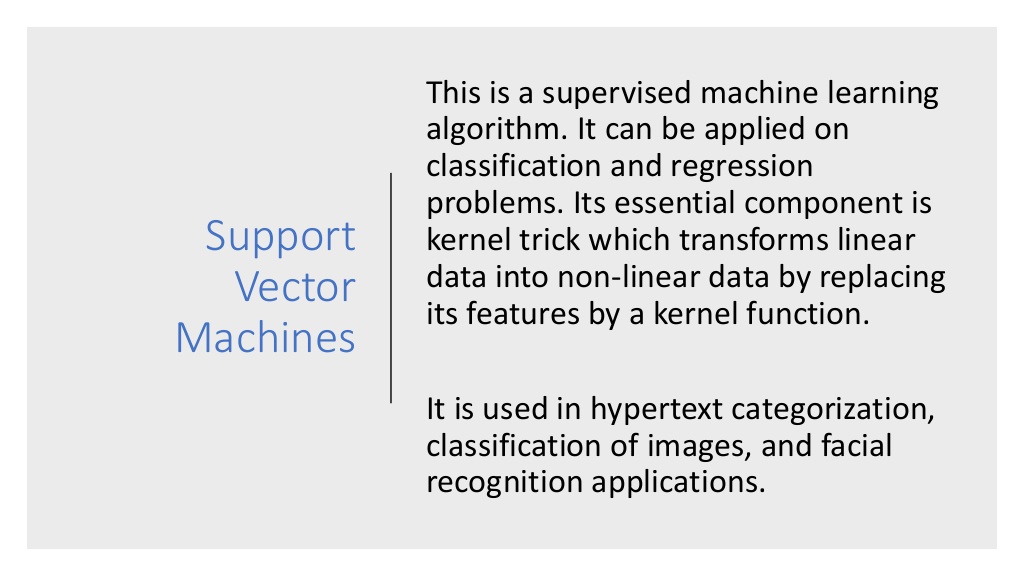 Support
Vector
Machines
This is a supervised machine learning
algorithm. It can be applied on
classification and regression
problems. Its essential component is
kernel trick which transforms linear
data into non-linear data by replacing
its features by a kernel function.
It is used in hypertext categorization,
classification of images, and facial
recognition applications.